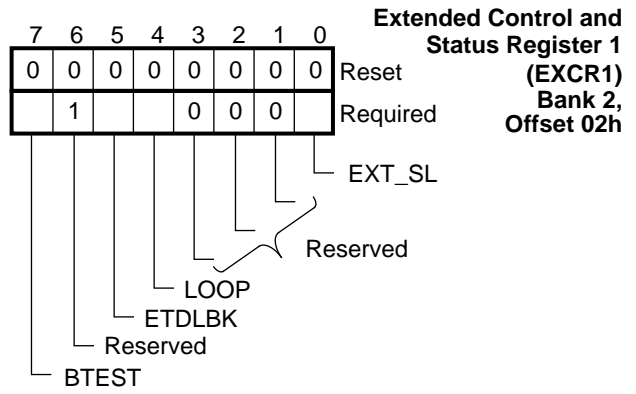 Extended Control and
Status Register 1
(EXCR1)
Bank 2,
Offset 02h
7 6 5 4 3 2 1 0
0 0 0 0 0 0 0 0 Reset
1 0 0 0 Required
EXT_SL
Reserved
LOOP
ETDLBK
Reserved
BTEST